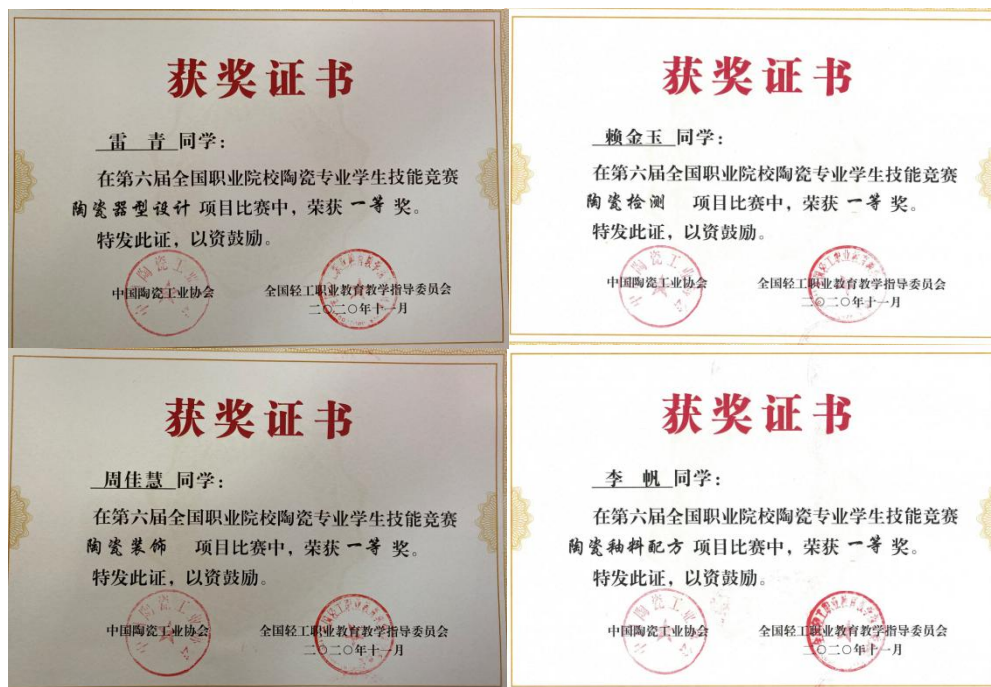 获奖证书
雷 青 同学：
在第六届全国职业院校陶瓷专业学生技能竞赛
陶瓷器型设计 项目比赛中，荣获 一等 奖。
特发此证，以资鼓励。
中国陶瓷工业协会 全国轻工职业教育教学指导委员会
二〇二〇年十一月
获奖证书
赖金玉 同学：
在第六届全国职业院校陶瓷专业学生技能竞赛
陶瓷检测 项目比赛中，荣获 一等 奖。
特发此证，以资鼓励。
中国陶瓷工业协会 全国轻工职业教育教学指导委员会
二〇二〇年十一月
获奖证书
周佳慧 同学：
在第六届全国职业院校陶瓷专业学生技能竞赛
陶瓷装饰 项目比赛中，荣获 一等 奖。
特发此证，以资鼓励。
中国陶瓷工业协会 全国轻工职业教育教学指导委员会
二〇二〇年十一月
获奖证书
李 帆 同学：
在第六届全国职业院校陶瓷专业学生技能竞赛
陶瓷釉料配方 项目比赛中，荣获 一等 奖。
特发此证，以资鼓励。
中国陶瓷工业协会 全国轻工职业教育教学指导委员会
二〇二〇年十一月